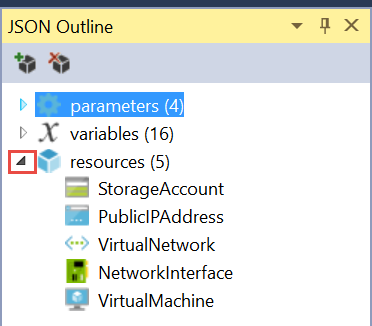 JSON Outline
parameters (4)
variables (16)
resources (5)
StorageAccount
PublicIPAddress
VirtualNetwork
NetworkInterface
VirtualMachine